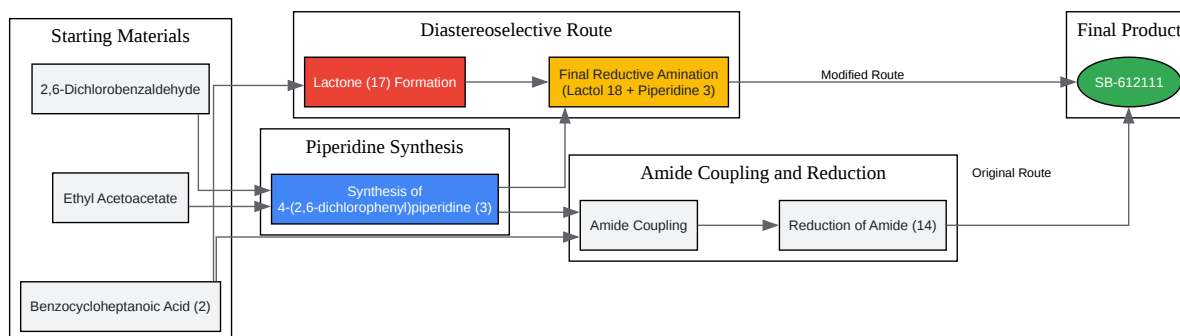 Starting Materials
2,6-Dichlorobenzaldehyde
Ethyl Acetoacetate
Benzocycloheptanoic Acid (2)
Diastereoselective Route
Lactone (17) Formation
Final Reductive Amination
(Lactol 18 + Piperidine 3)
Piperidine Synthesis
Synthesis of
4-(2,6-dichlorophenyl)piperidine (3)
Amide Coupling and Reduction
Amide Coupling
Reduction of Amide (14)
Modified Route
Original Route
Final Product
SB-612111